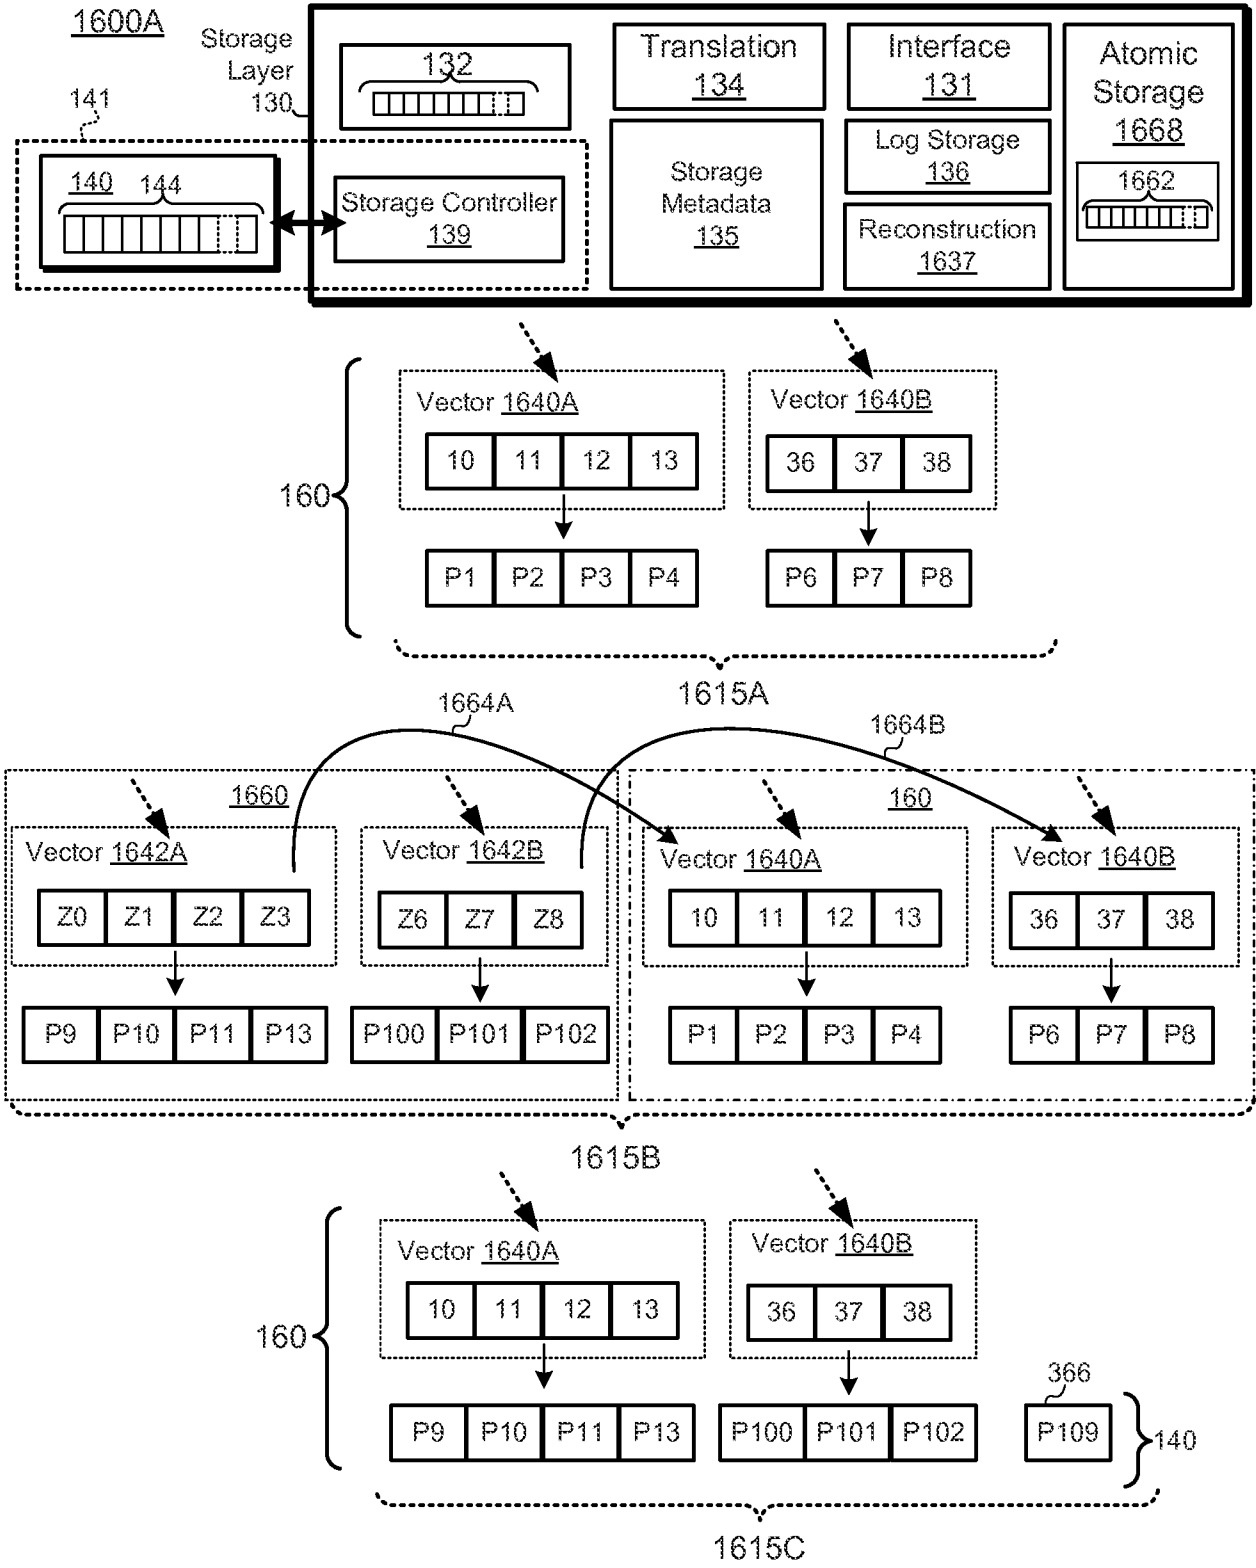 1600A
Storage
Layer
130
141
132
140
144
Storage Controller
139
Translation
134
Storage
Metadata
135
Interface
131
Log Storage
136
Reconstruction
1637
Atomic
Storage
1668
1662
160
Vector 1640A
10 11 12 13
P1 P2 P3 P4
Vector 1640B
36 37 38
P6 P7 P8
1615A
1664A
1664B
1660
Vector 1642A
Z0 Z1 Z2 Z3
P9 P10 P11 P13
Vector 1642B
Z6 Z7 Z8
P100 P101 P102
160
Vector 1640A
10 11 12 13
P1 P2 P3 P4
Vector 1640B
36 37 38
P6 P7 P8
1615B
160
Vector 1640A
10 11 12 13
P9 P10 P11 P13
Vector 1640B
36 37 38
P100 P101 P102
366
P109
140
1615C